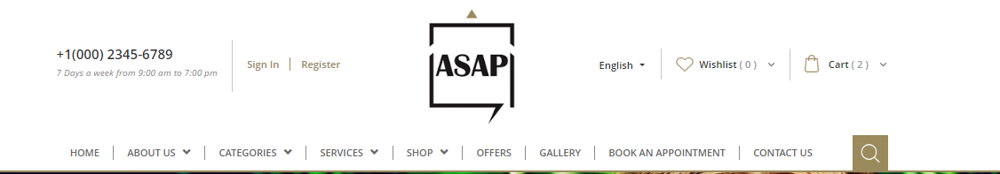 +1(000) 2345-6789
7 Days a week from 9:00 am to 7:00 pm
Sign In
Register
ASAP
English
Wishlist ( 0 )
Cart ( 2 )
HOME ABOUT US CATEGORIES SERVICES SHOP OFFERS GALLERY BOOK AN APPOINTMENT CONTACT US